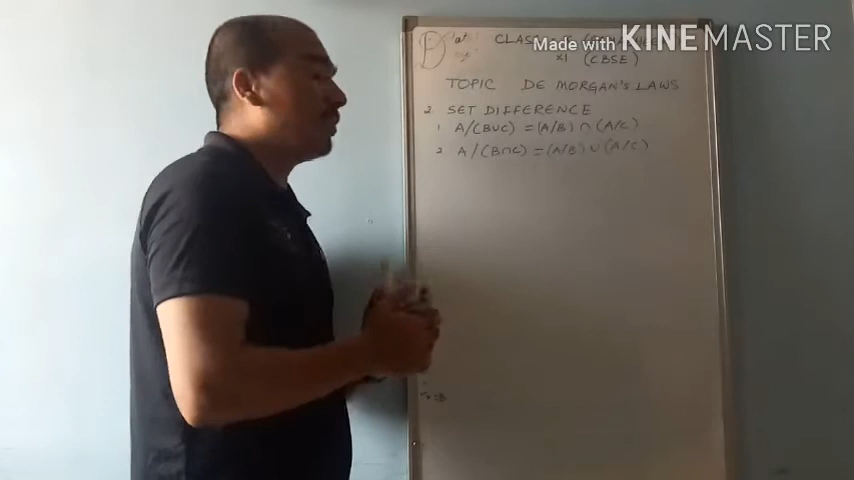 Made with KINEMASTER
CLASS
XI (CBSE)
TOPIC DE MORGAN'S LAWS
2. SET DIFFERENCE
1 A/(B∪C) = (A/B) ∩ (A/C)
2 A/(B∩C) = (A/B) ∪ (A/C)